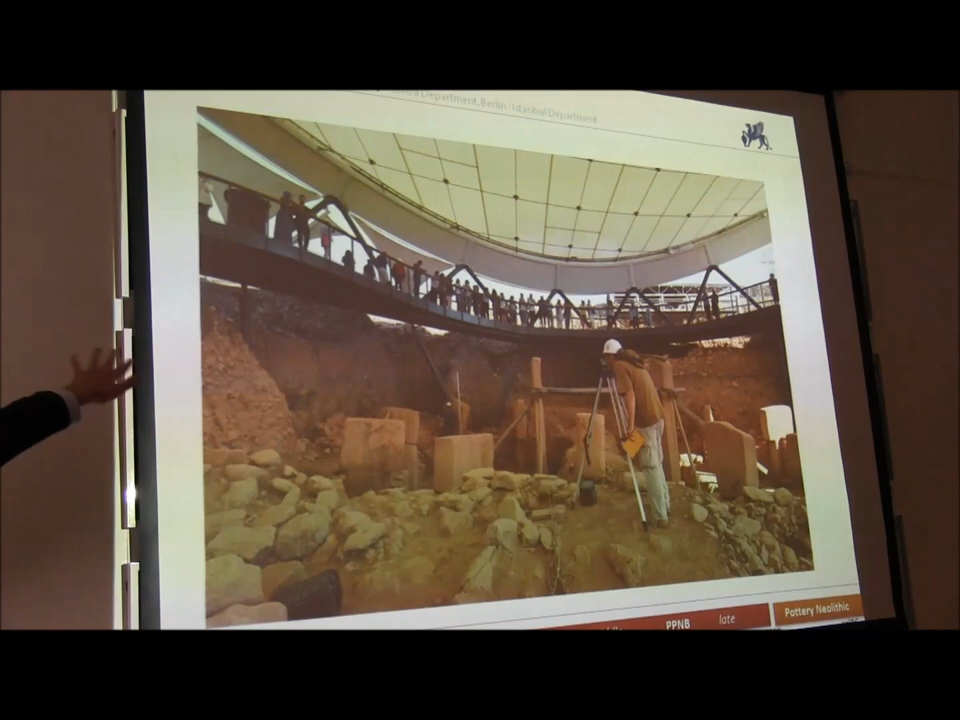 Department, Berlin / Istanbul Department
PPNB
late
Pottery Neolithic